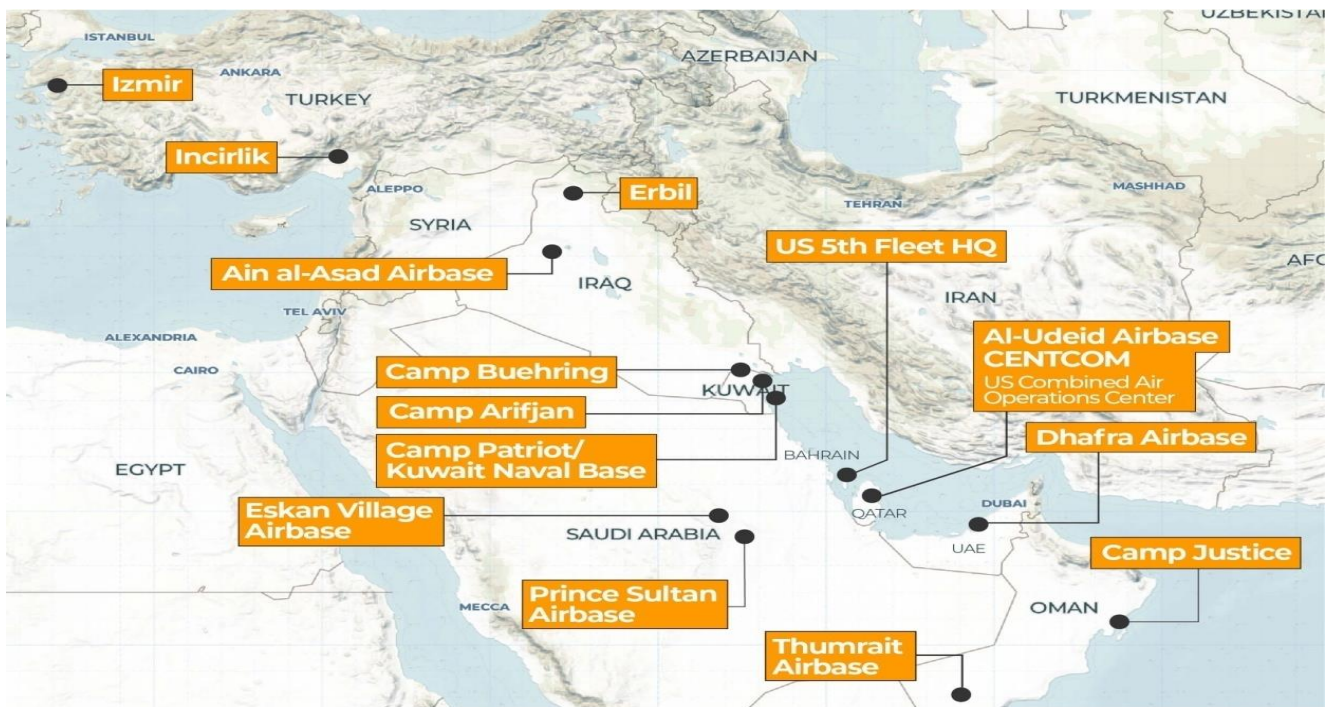 UZBEKISTAN
ISTANBUL
AZERBAIJAN
ANKARA
Izmir
TURKEY
TURKMENISTAN
Incirlik
ALEPPO
Erbil
MASHHAD
TEHRAN
SYRIA
US 5th Fleet HQ
Ain al-Asad Airbase
IRAQ
AFG
IRAN
TEL AVIV
ALEXANDRIA
Al-Udeid Airbase
CENTCOM
US Combined Air
Operations Center
CAIRO
Camp Buehring
KUWAIT
Camp Arifjan
Dhafra Airbase
Camp Patriot/
Kuwait Naval Base
BAHRAIN
EGYPT
DUBAI
QATAR
Eskan Village
Airbase
SAUDI ARABIA
UAE
Camp Justice
Prince Sultan
Airbase
MECCA
OMAN
Thumrait
Airbase